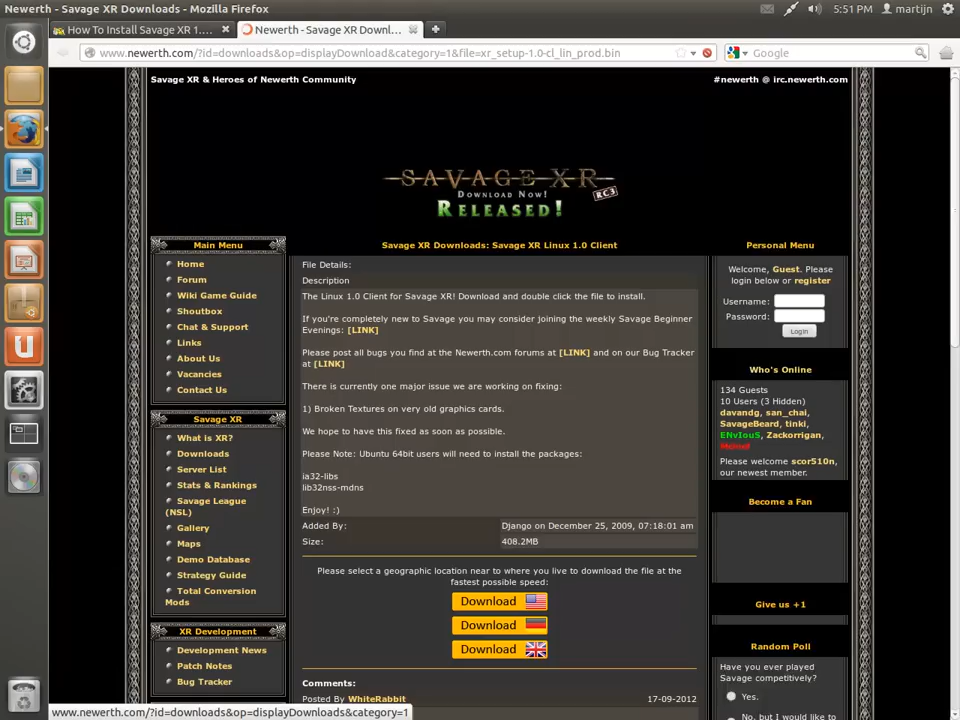 Newerth - Savage XR Downloads - Mozilla Firefox
5:51 PM
martijn
How To Install Savage XR 1....
Newerth - Savage XR Downl...
www.newerth.com/?id=downloads&op=displayDownload&category=1&file=xr_setup-1.0-cl_lin_prod.bin
Google
Savage XR & Heroes of Newerth Community
#newerth @ irc.newerth.com
SAVAGE XR
Download Now!
RC3
Released!
Main Menu
Home
Forum
Wiki Game Guide
Shoutbox
Chat & Support
Links
About Us
Vacancies
Contact Us
Savage XR
What is XR?
Downloads
Server List
Stats & Rankings
Savage League
(NSL)
Gallery
Maps
Demo Database
Strategy Guide
Total Conversion
Mods
XR Development
Development News
Patch Notes
Bug Tracker
Savage XR Downloads: Savage XR Linux 1.0 Client
File Details:
Description
The Linux 1.0 Client for Savage XR! Download and double click the file to install.
If you're completely new to Savage you may consider joining the weekly Savage Beginner
Evenings: [LINK]
Please post all bugs you find at the Newerth.com forums at [LINK] and on our Bug Tracker
at [LINK]
There is currently one major issue we are working on fixing:
1) Broken Textures on very old graphics cards.
We hope to have this fixed as soon as possible.
Please Note: Ubuntu 64bit users will need to install the packages:
ia32-libs
lib32nss-mdns
Enjoy! :)
Added By:
Django on December 25, 2009, 07:18:01 am
Size:
408.2MB
Please select a geographic location near to where you live to download the file at the
fastest possible speed:
Download
Download
Download
Comments:
Posted By WhiteRabbit
17-09-2012
Personal Menu
Welcome, Guest. Please
login below or register
Username:
Password:
Login
Who's Online
134 Guests
10 Users (3 Hidden)
davandg, san_chai,
SavageBeard, tinki,
ENvIouS, Zackorrigan,
Please welcome scor510n,
our newest member.
Become a Fan
Give us +1
Random Poll
Have you ever played
Savage competitively?
Yes.
No, but I would like to
www.newerth.com/?id=downloads&op=displayDownloads&category=1